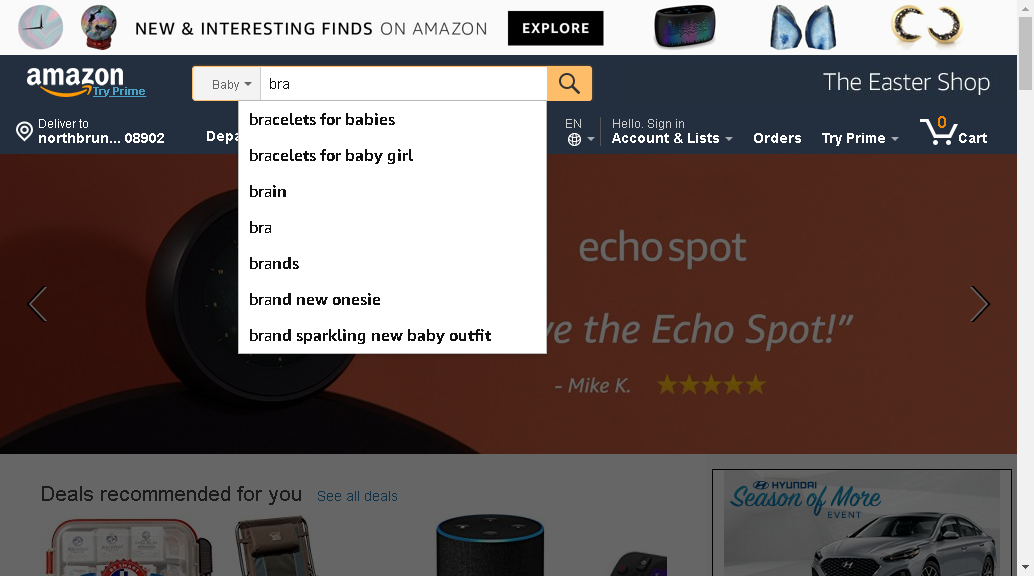 NEW & INTERESTING FINDS ON AMAZON EXPLORE
amazon
Try Prime
Baby bra
The Easter Shop
bracelets for babies
bracelets for baby girl
brain
bra
brands
brand new onesie
brand sparkling new baby outfit
Deliver to
northbrun... 08902
Depa
EN
Hello. Sign in
Account & Lists
Orders
Try Prime
0
Cart
echo spot
ve the Echo Spot!”
- Mike K.
Deals recommended for you See all deals
HYUNDAI
Season of More
EVENT